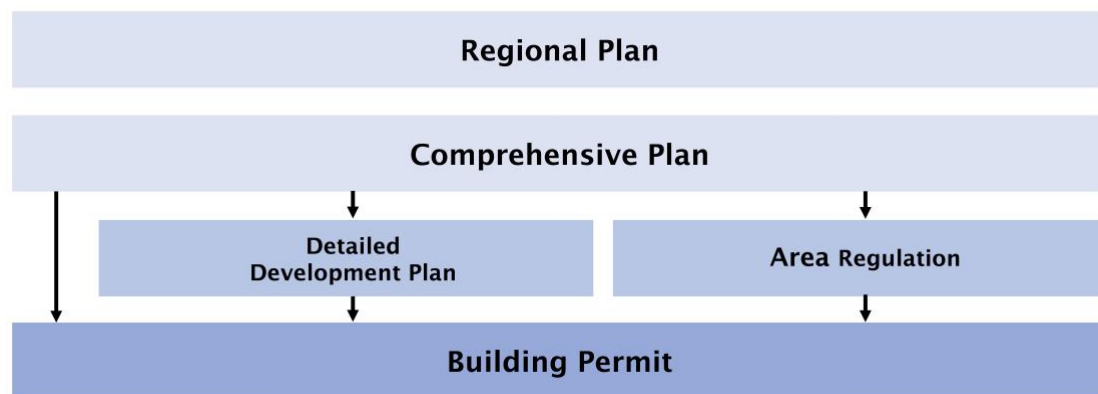 Regional Plan
Comprehensive Plan
Detailed
Development Plan
Area Regulation
Building Permit